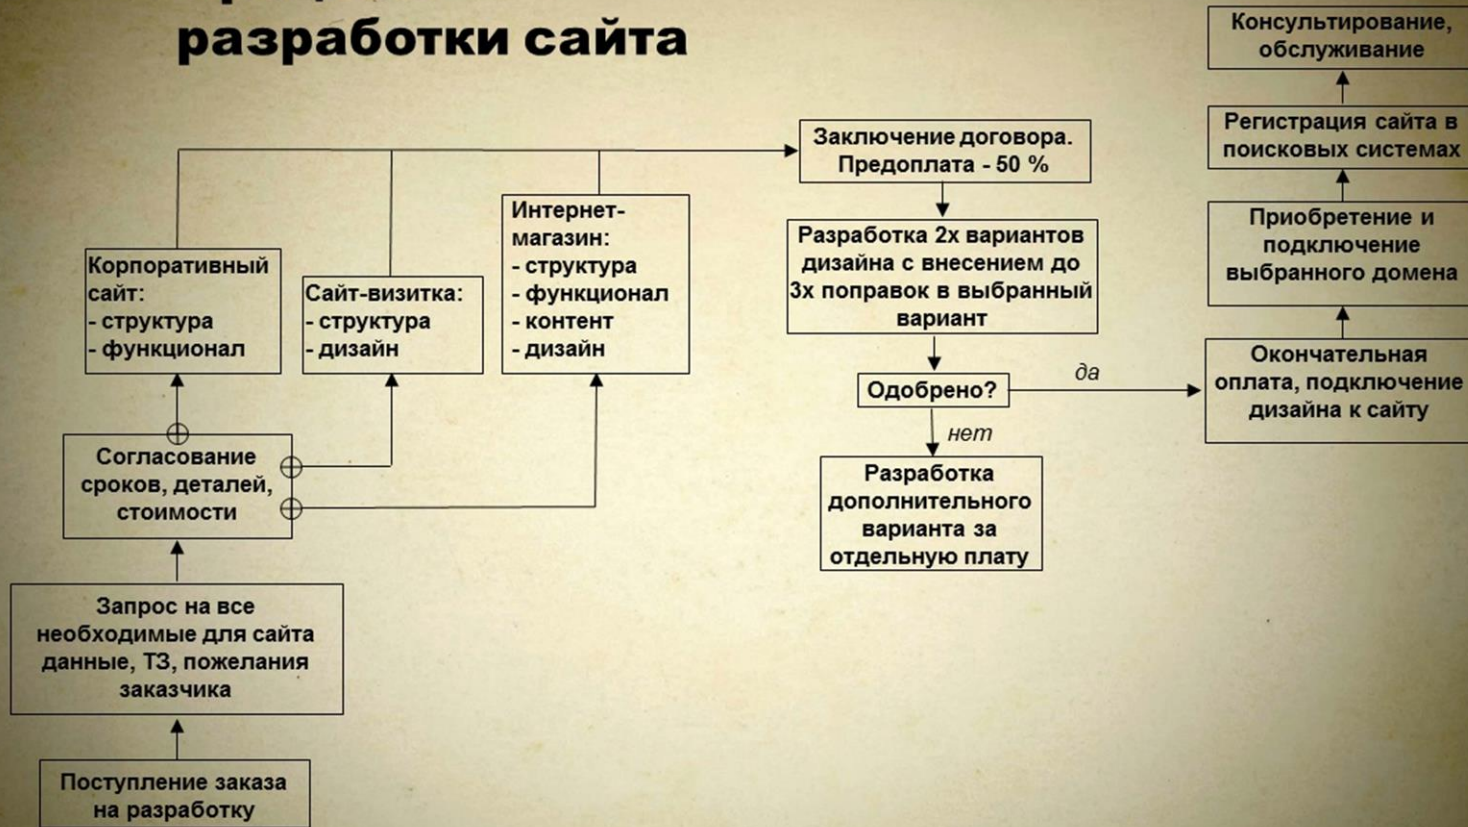 разработки сайта
Консультирование,
обслуживание
Регистрация сайта в
поисковых системах
Приобретение и
подключение
выбранного домена
Окончательная
оплата, подключение
дизайна к сайту
Заключение договора.
Предоплата - 50 %
Разработка 2х вариантов
дизайна с внесением до
3х поправок в выбранный
вариант
Одобрено?
да
нет
Разработка
дополнительного
варианта за
отдельную плату
Интернет-
магазин:
- структура
- функционал
- контент
- дизайн
Сайт-визитка:
- структура
- дизайн
Корпоративный
сайт:
- структура
- функционал
Согласование
сроков, деталей,
стоимости
Запрос на все
необходимые для сайта
данные, ТЗ, пожелания
заказчика
Поступление заказа
на разработку